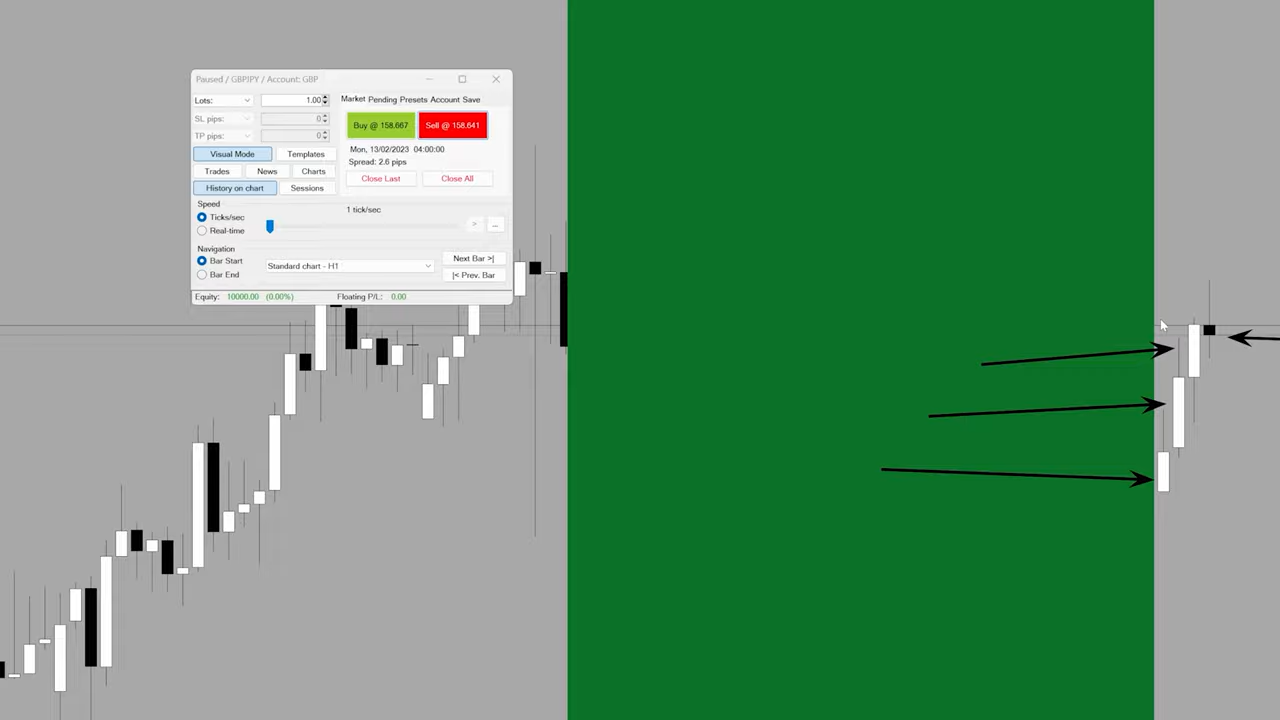 Paused / GBPJPY / Account: GBP
Lots: 1.00
Market Pending Presets Account Save
SL pips: 0
TP pips: 0
Buy @ 158.667 Sell @ 158.641
Mon, 13/02/2023 04:00:00
Spread: 2.6 pips
Visual Mode Templates
Trades News Charts
Close Last Close All
History on chart Sessions
Speed
1 tick/sec
Ticks/sec
> ...
Real-time
Navigation
Bar Start
Standard chart - H1
Next Bar >|
Bar End
|< Prev. Bar
Equity: 10000.00 (0.00%) Floating P/L: 0.00